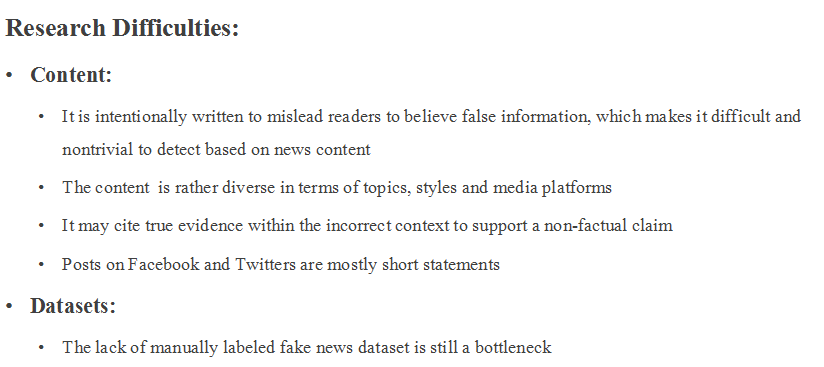 Research Difficulties:
• Content:
• It is intentionally written to mislead readers to believe false information, which makes it difficult and
nontrivial to detect based on news content
• The content is rather diverse in terms of topics, styles and media platforms
• It may cite true evidence within the incorrect context to support a non-factual claim
• Posts on Facebook and Twitters are mostly short statements
• Datasets:
• The lack of manually labeled fake news dataset is still a bottleneck